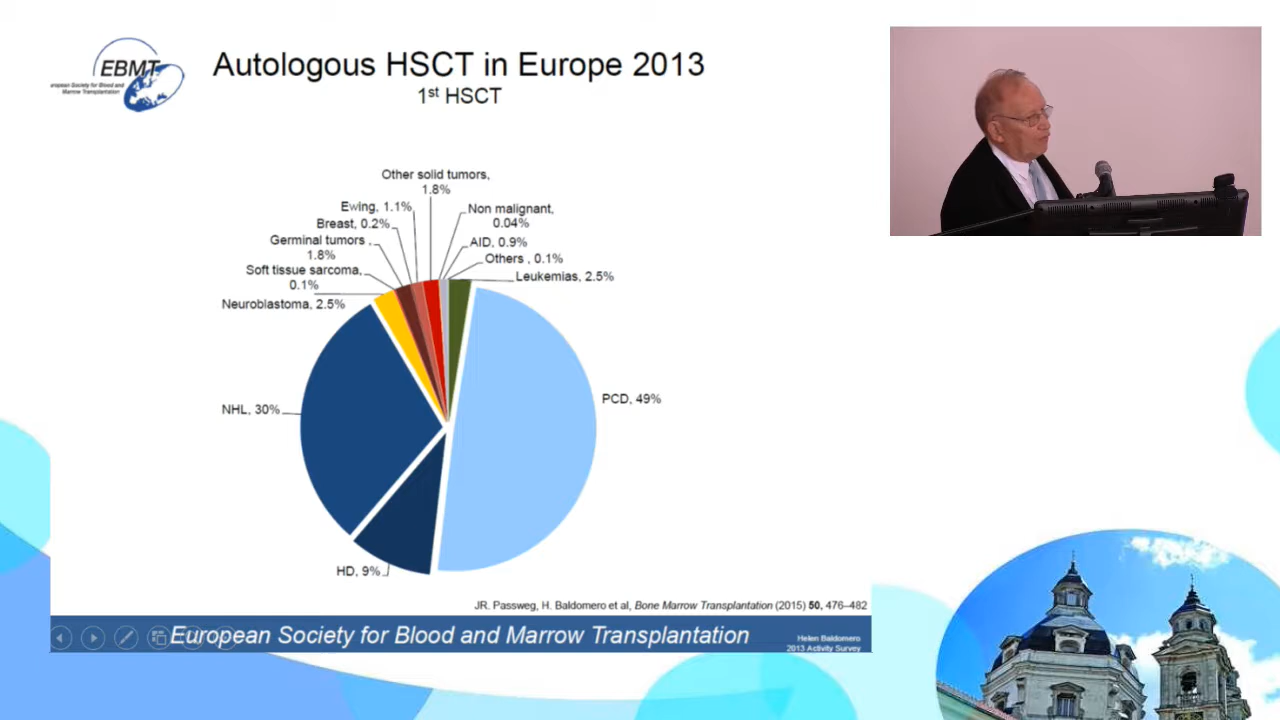 EBMT
ropean Society for Blood and
Marrow Transplantation
Autologous HSCT in Europe 2013
1st HSCT
Other solid tumors,
1.8%
Ewing, 1.1%
Non malignant,
0.04%
Breast, 0.2%
Germinal tumors ,
1.8%
AID, 0.9%
Others , 0.1%
Soft tissue sarcoma,
0.1%
Leukemias, 2.5%
Neuroblastoma, 2.5%
PCD, 49%
NHL, 30%
HD, 9%
JR. Passweg, H. Baldomero et al, Bone Marrow Transplantation (2015) 50, 476–482
European Society for Blood and Marrow Transplantation
Helen Baldomero
2013 Activity Survey